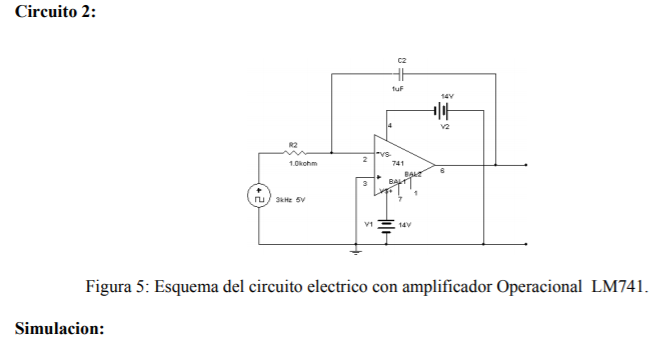 Circuito 2:
C2
1uF
14V
V2
4
R2
1.0kohm
2
VS-
741
6
BAL2
BAL1
3
VS+
1
7
3kHz 5V
V1
14V
Figura 5: Esquema del circuito electrico con amplificador Operacional LM741.
Simulacion: